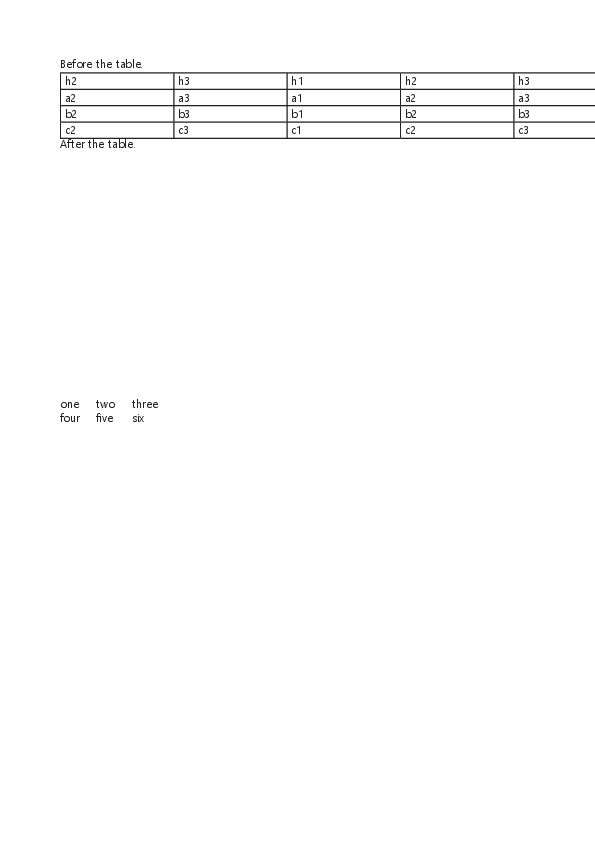 Before the table.
h2 h3 h1 h2 h3
a2 a3 a1 a2 a3
b2 b3 b1 b2 b3
c2 c3 c1 c2 c3
After the table.
one two three
four five six